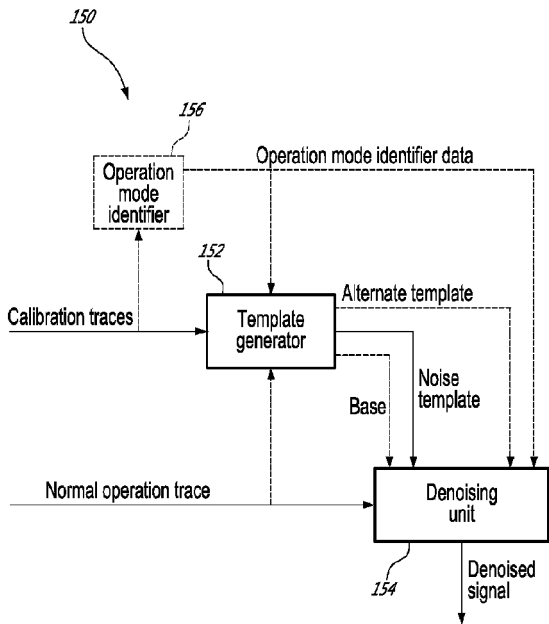 150
156
Operation mode identifier data
Operation
mode
identifier
152
Alternate template
Calibration traces
Template
generator
Noise
template
Base
Normal operation trace
Denoising
unit
154
Denoised
signal